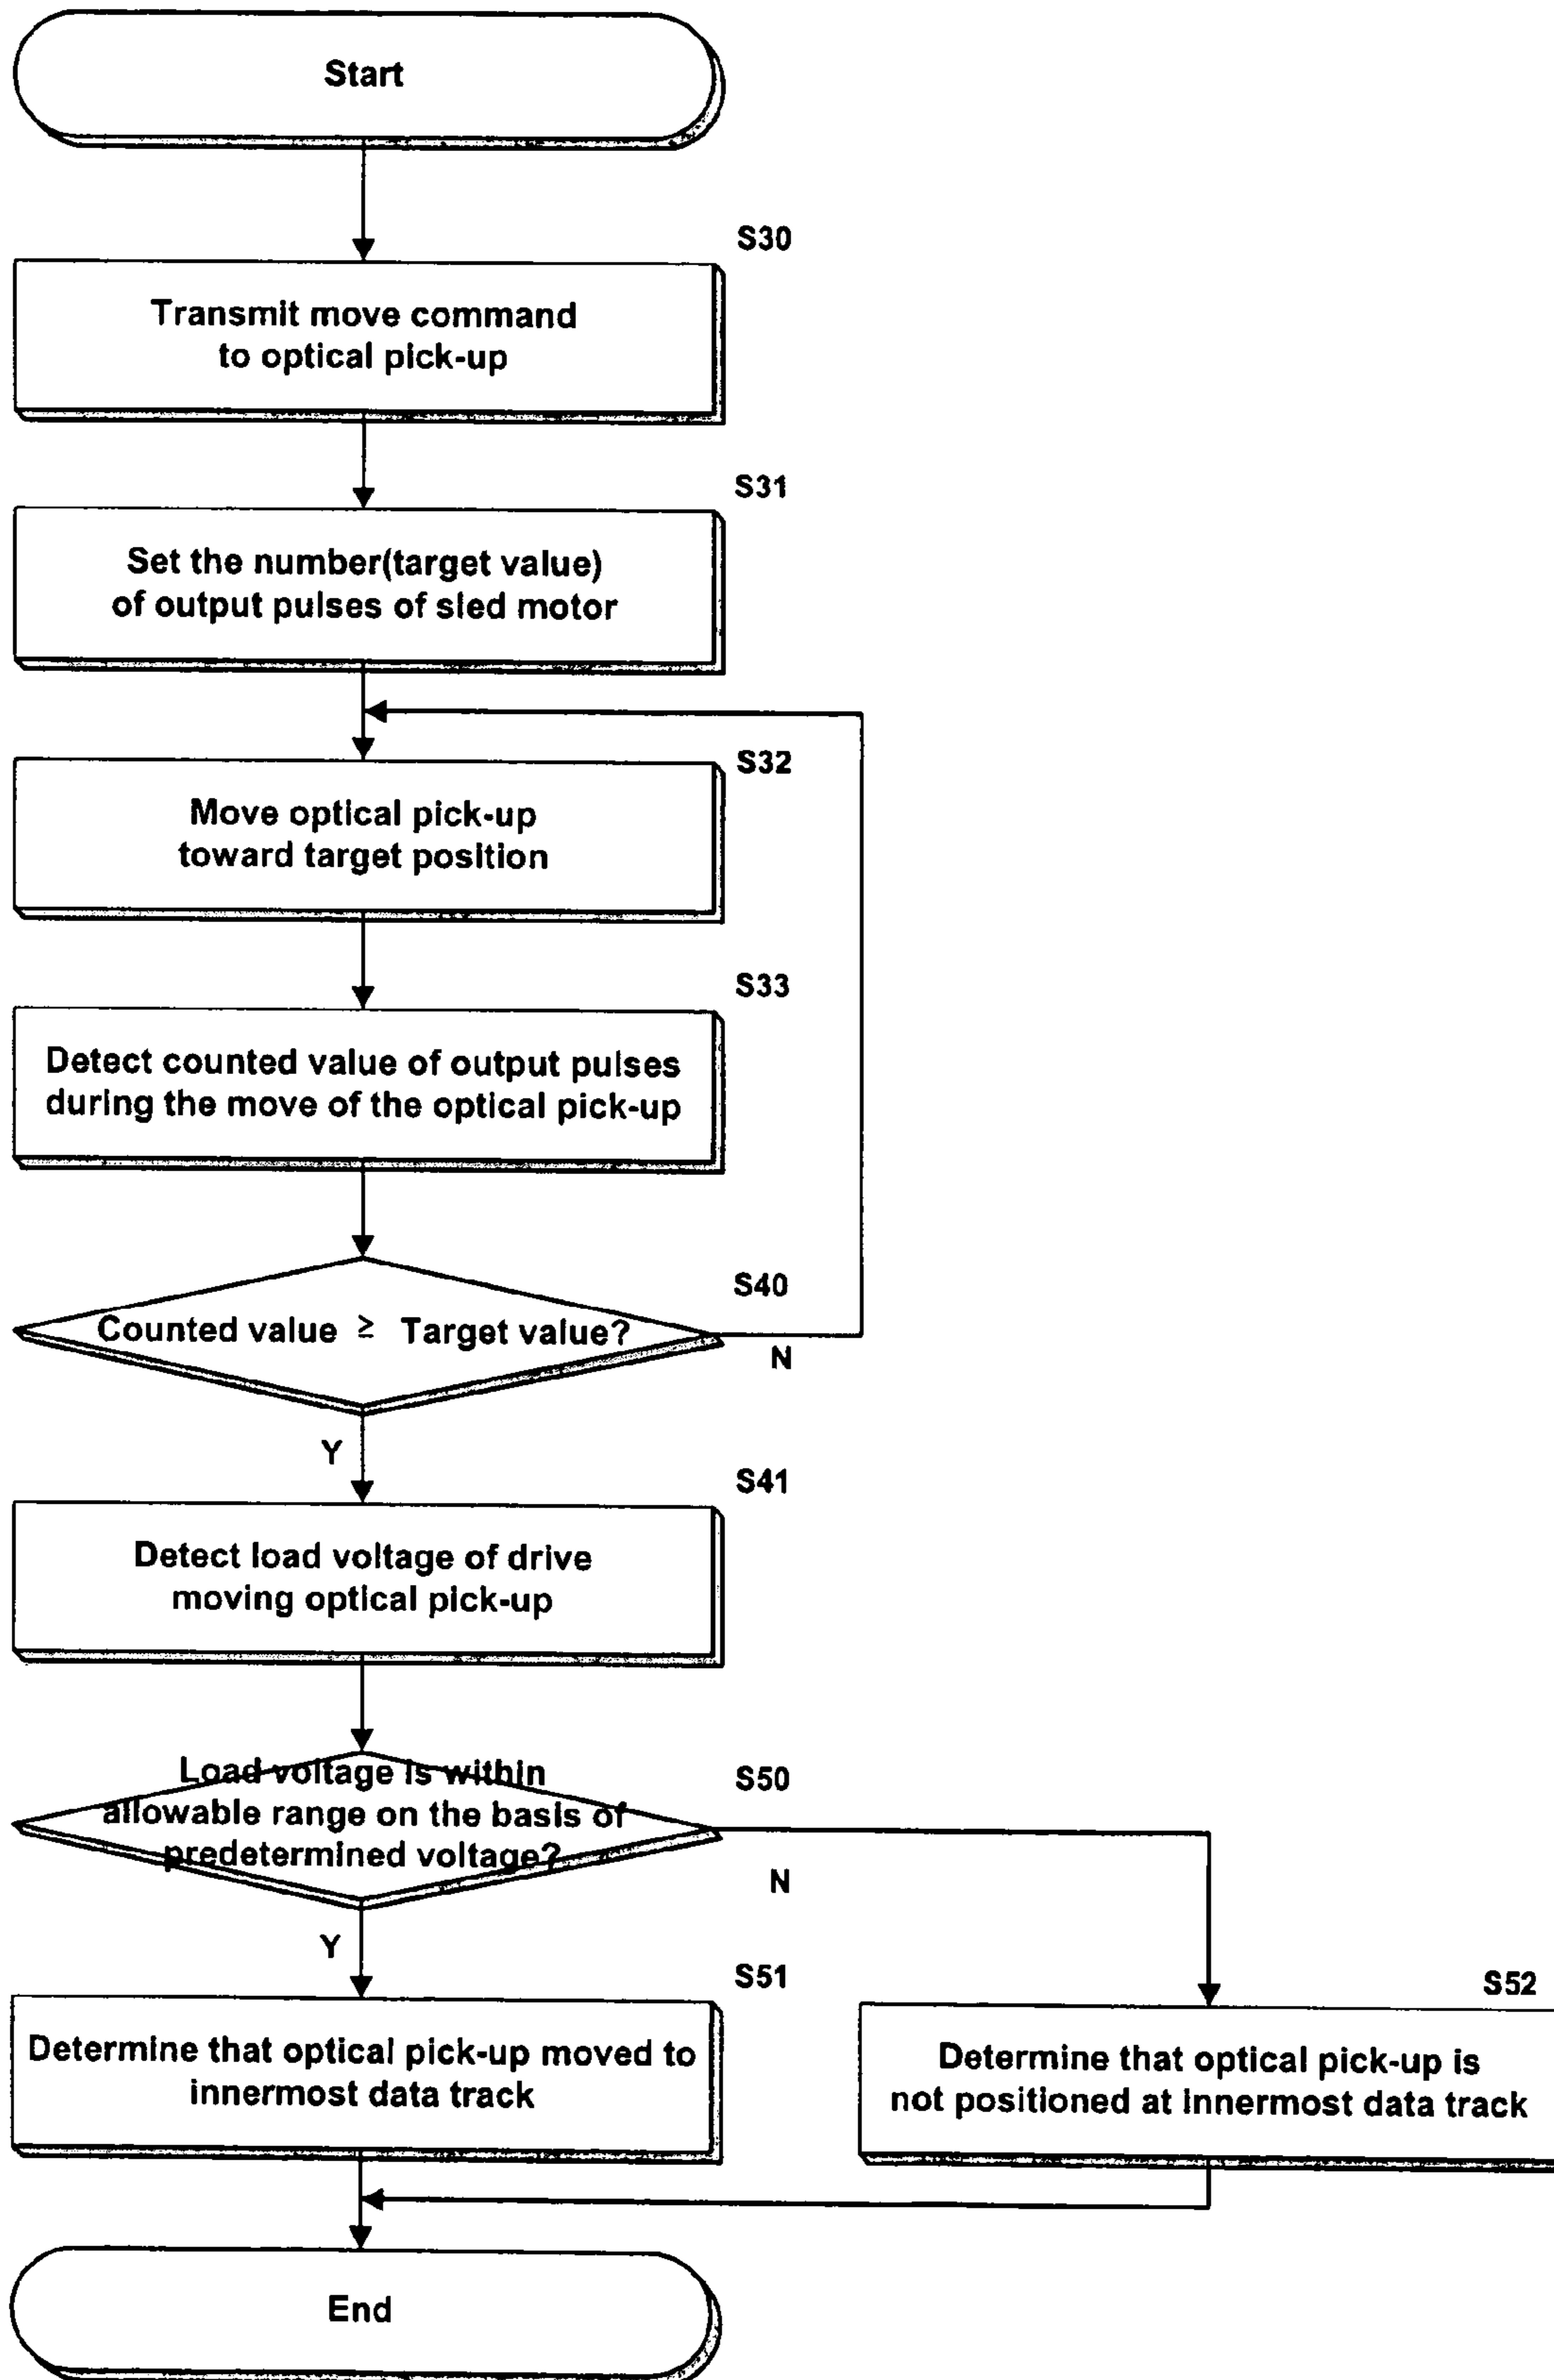 Start
S30
Transmit move command
to optical pick-up
S31
Set the number(target value)
of output pulses of sled motor
S32
Move optical pick-up
toward target position
S33
Detect counted value of output pulses
during the move of the optical pick-up
S40
Counted value ≥ Target value?
N
Y
S41
Detect load voltage of drive
moving optical pick-up
S50
Load voltage is within
allowable range on the basis of
predetermined voltage?
N
Y
S51
Determine that optical pick-up moved to
innermost data track
S52
Determine that optical pick-up is
not positioned at innermost data track
End